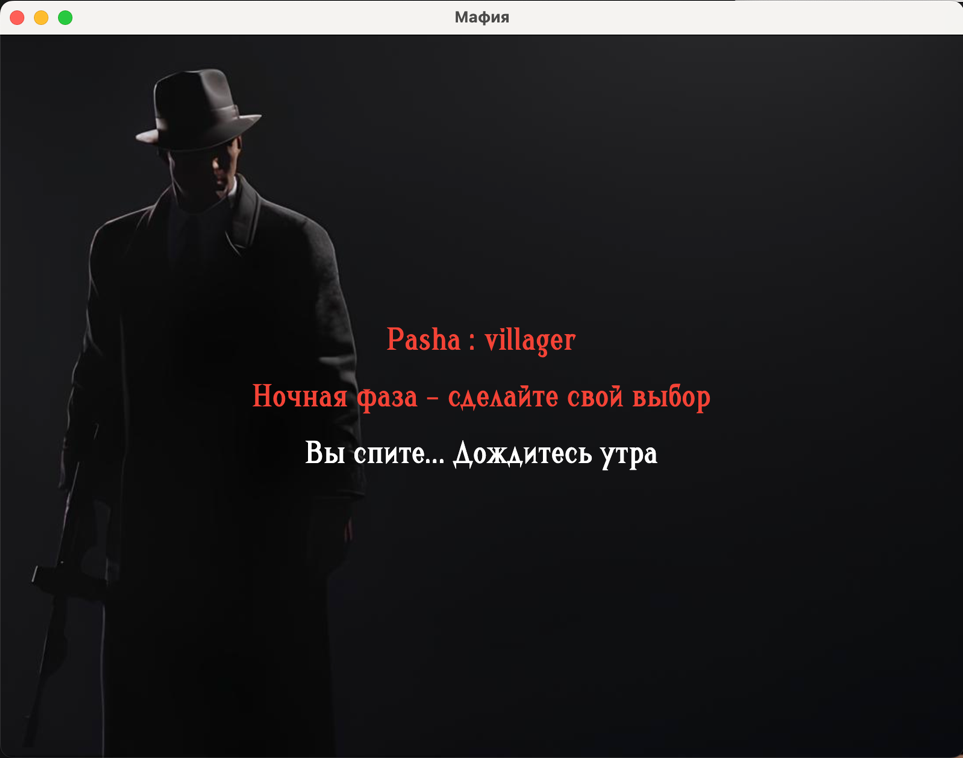 Мафия
Pasha : villager
Ночная фаза – сделайте свой выбор
Вы спите... Дождитесь утра